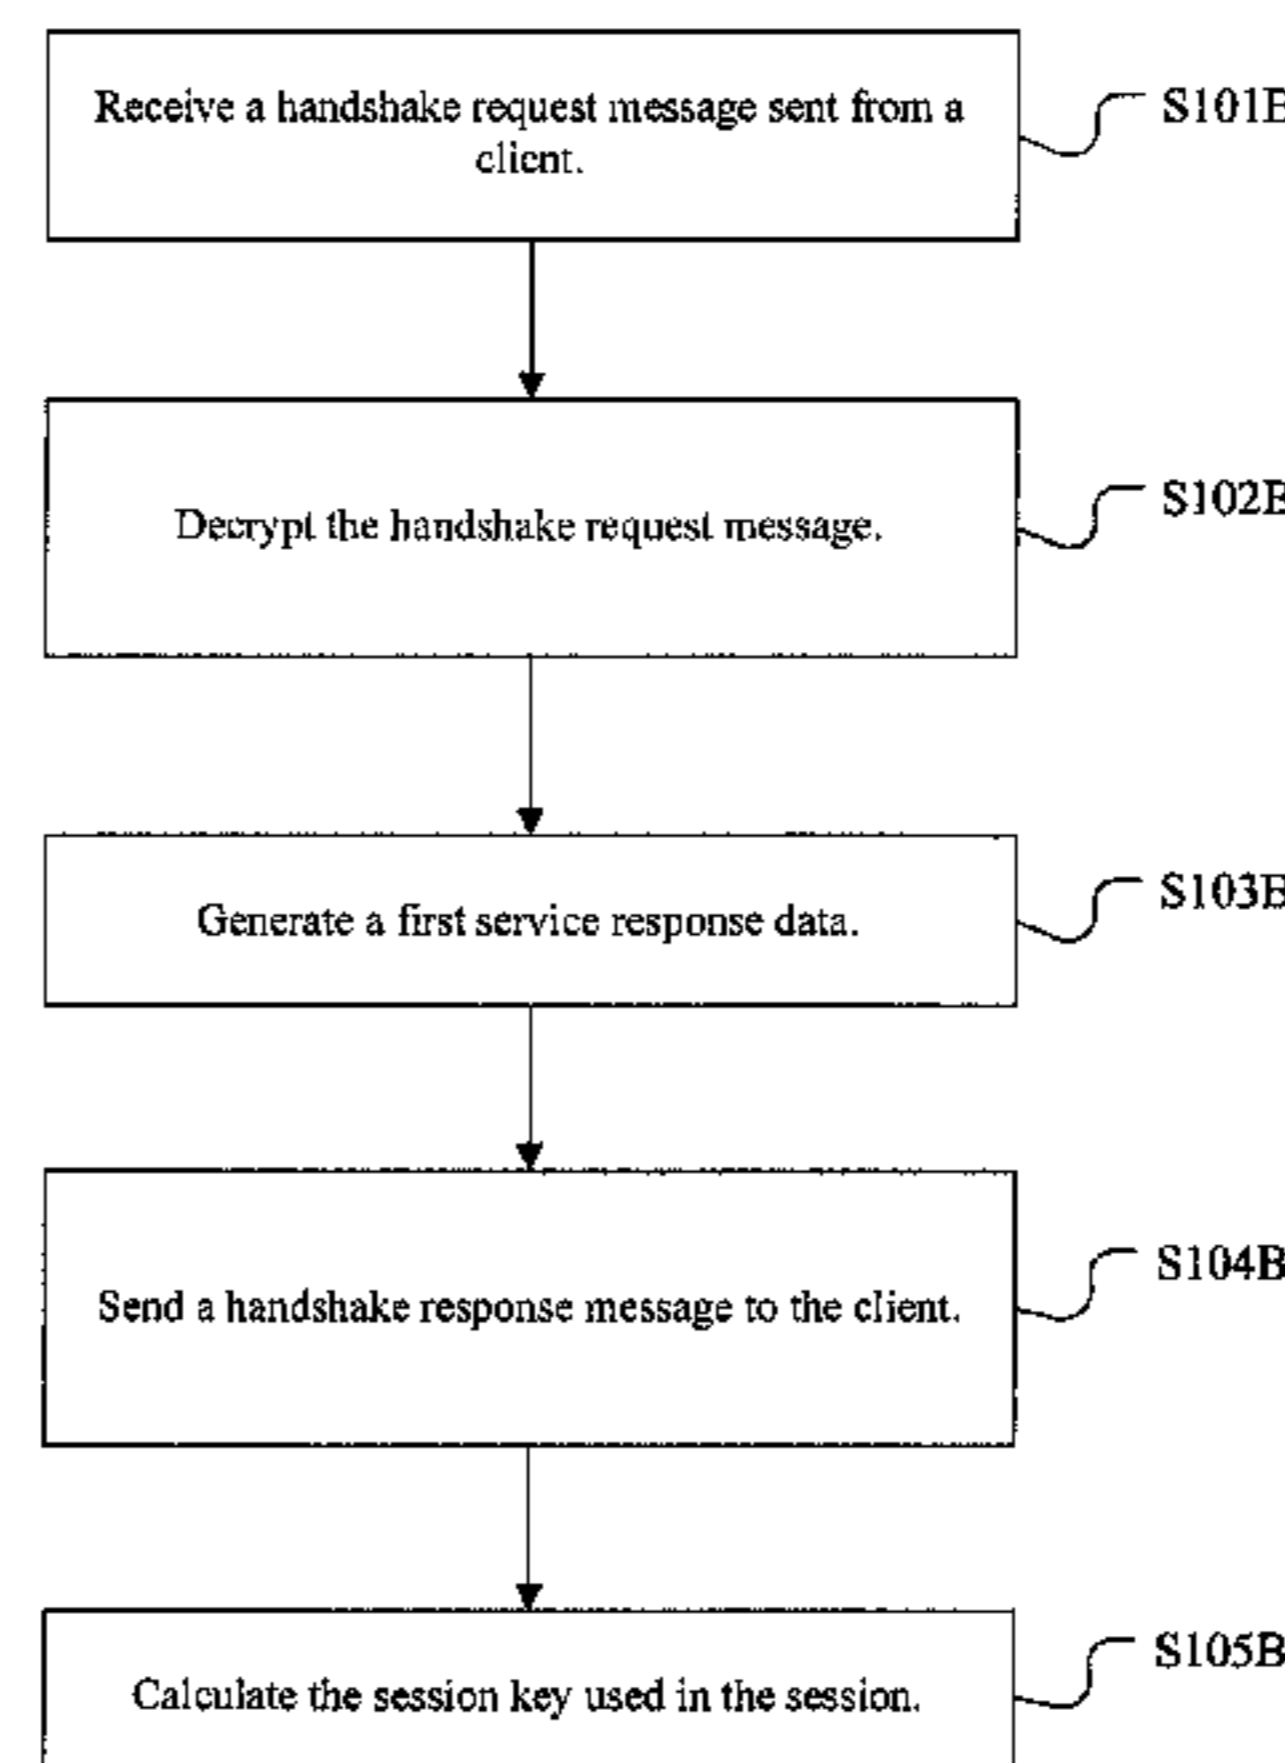 Receive a handshake request message sent from a
client.
S101B
Decrypt the handshake request message.
S102B
Generate a first service response data.
S103B
Send a handshake response message to the client.
S104B
Calculate the session key used in the session.
S105B